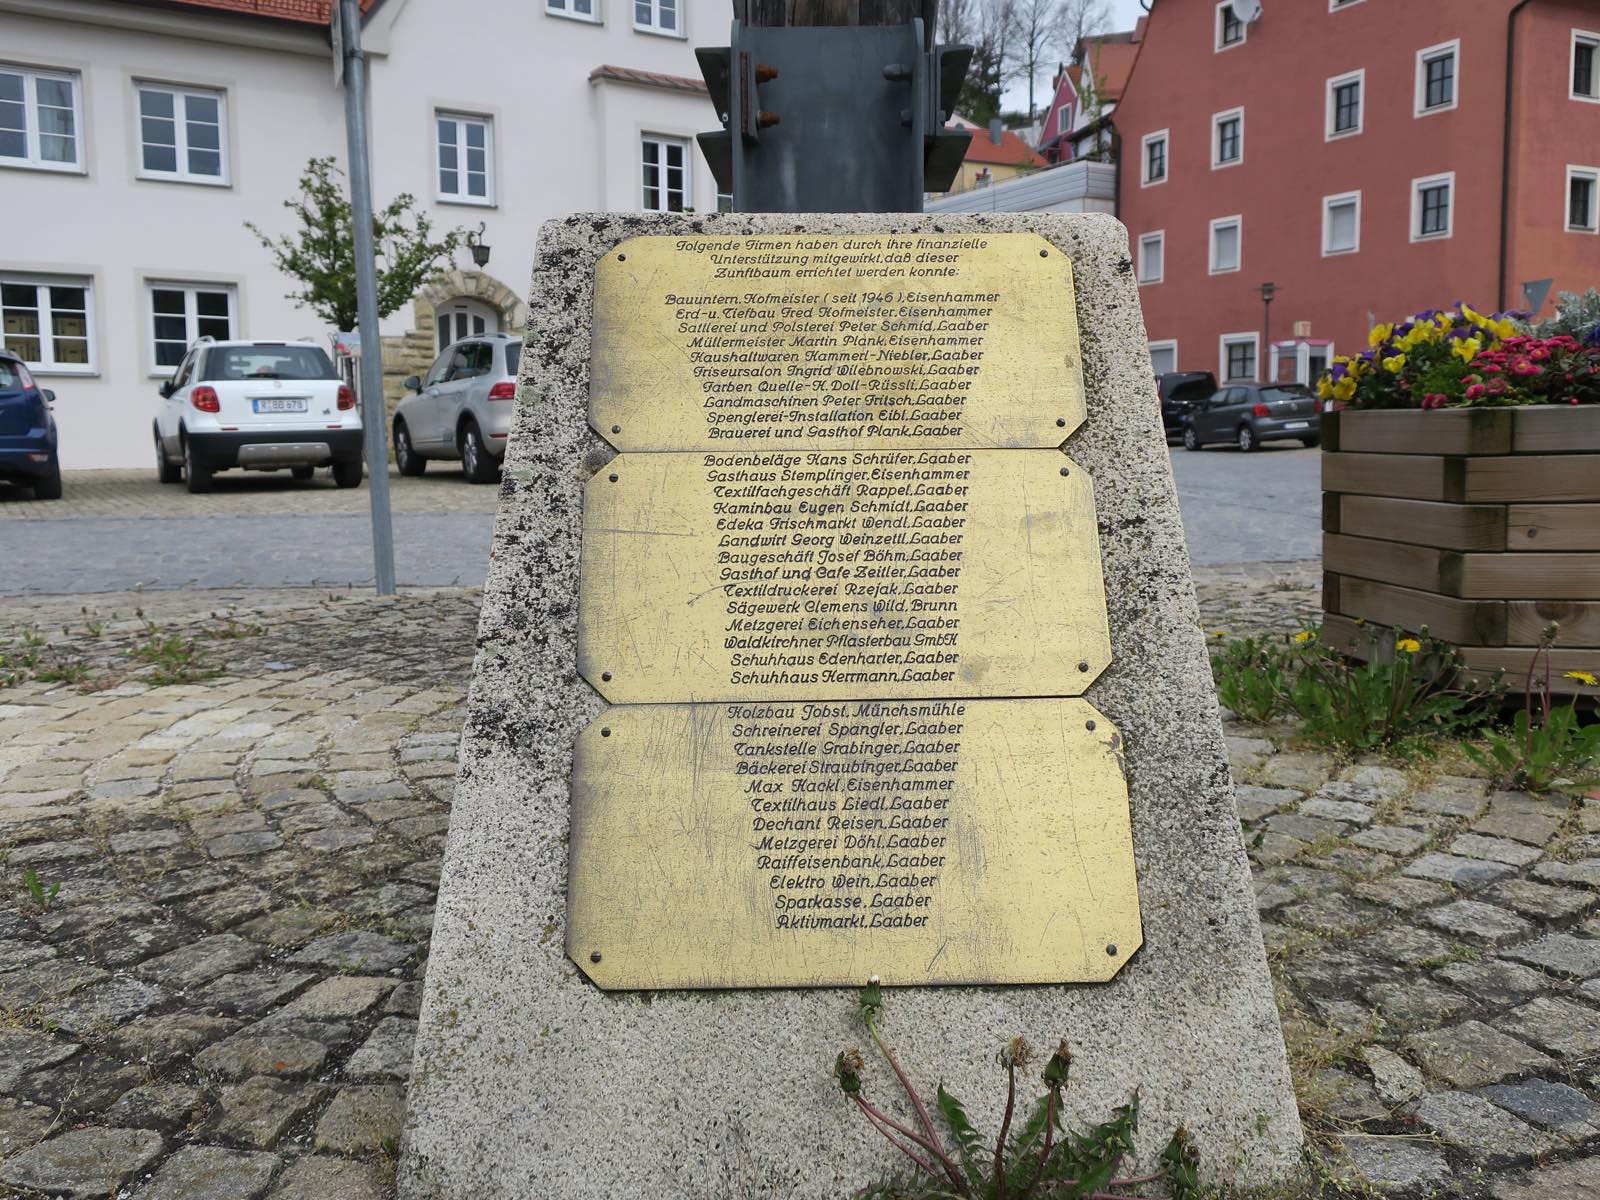 Folgende Firmen haben durch ihre finanzielle
Unterstützung mitgewirkt, daß dieser
Zunftbaum errichtet werden konnte:
Bauuntern. Hofmeister ( seit 1946 ), Eisenhammer
Erd-u. Tiefbau Fred Hofmeister, Eisenhammer
Sattlerei und Polsterei Peter Schmid, Laaber
Müllermeister Martin Plank, Eisenhammer
Haushaltwaren Hammerl-Niebler, Laaber
Friseursalon Ingrid Wilebnowski, Laaber
Farben Quelle-H. Doll-Rüssli, Laaber
Landmaschinen Peter Fritsch, Laaber
Spenglerei-Installation Eibl, Laaber
Brauerei und Gasthof Plank, Laaber
Bodenbeläge Hans Schrüfer, Laaber
Gasthaus Stemplinger, Eisenhammer
Textilfachgeschäft Rappel, Laaber
Kaminbau Eugen Schmidt, Laaber
Edeka Frischmarkt Wendl, Laaber
Landwirt Georg Weinzettl, Laaber
Baugeschäft Josef Böhm, Laaber
Gasthof und Cafe Zeitler, Laaber
Textildruckerei Rzejak, Laaber
Sägewerk Clemens Wild, Brunn
Metzgerei Eichenseher, Laaber
Waldkirchner Pflasterbau GmbH
Schuhhaus Edenharter, Laaber
Schuhhaus Herrmann, Laaber
Holzbau Jobst, Münchsmühle
Schreinerei Spangler, Laaber
Tankstelle Grabinger, Laaber
Bäckerei Straubinger, Laaber
Max Hackl, Eisenhammer
Textilhaus Liedl, Laaber
Dechant Reisen, Laaber
Metzgerei Döhl, Laaber
Raiffeisenbank, Laaber
Elektro Wein, Laaber
Sparkasse, Laaber
Aktivmarkt, Laaber